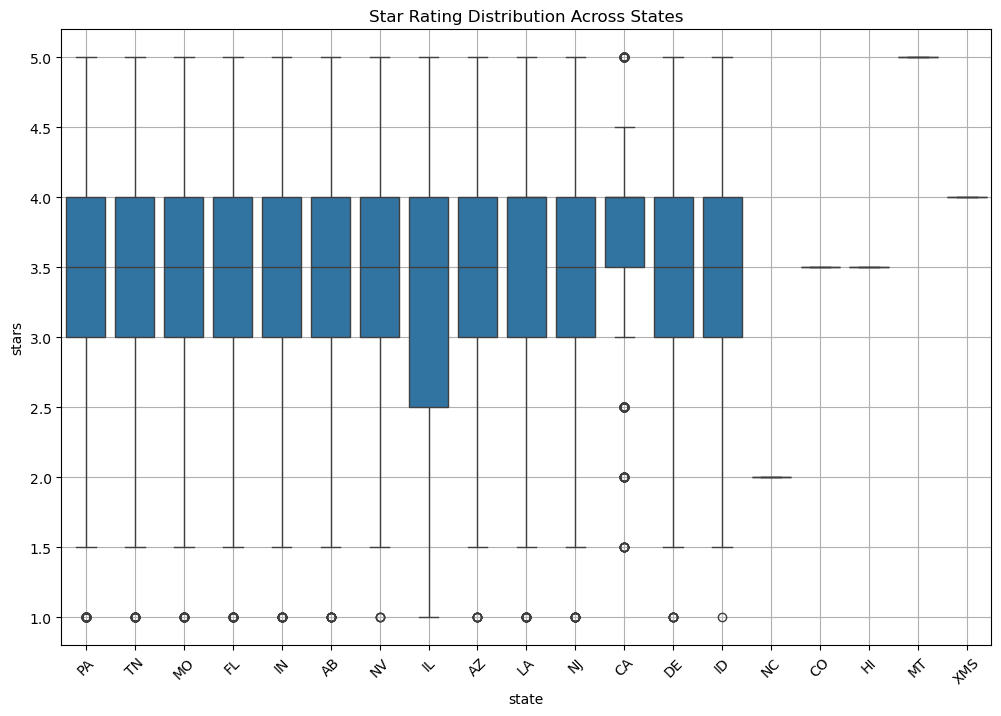 Star Rating Distribution Across States
5.0
4.5
4.0
3.5
3.0
2.5
2.0
1.5
1.0
stars
PA TN MO FL IN AB NV IL AZ LA NJ CA DE ID NC CO HI MT XMS
state